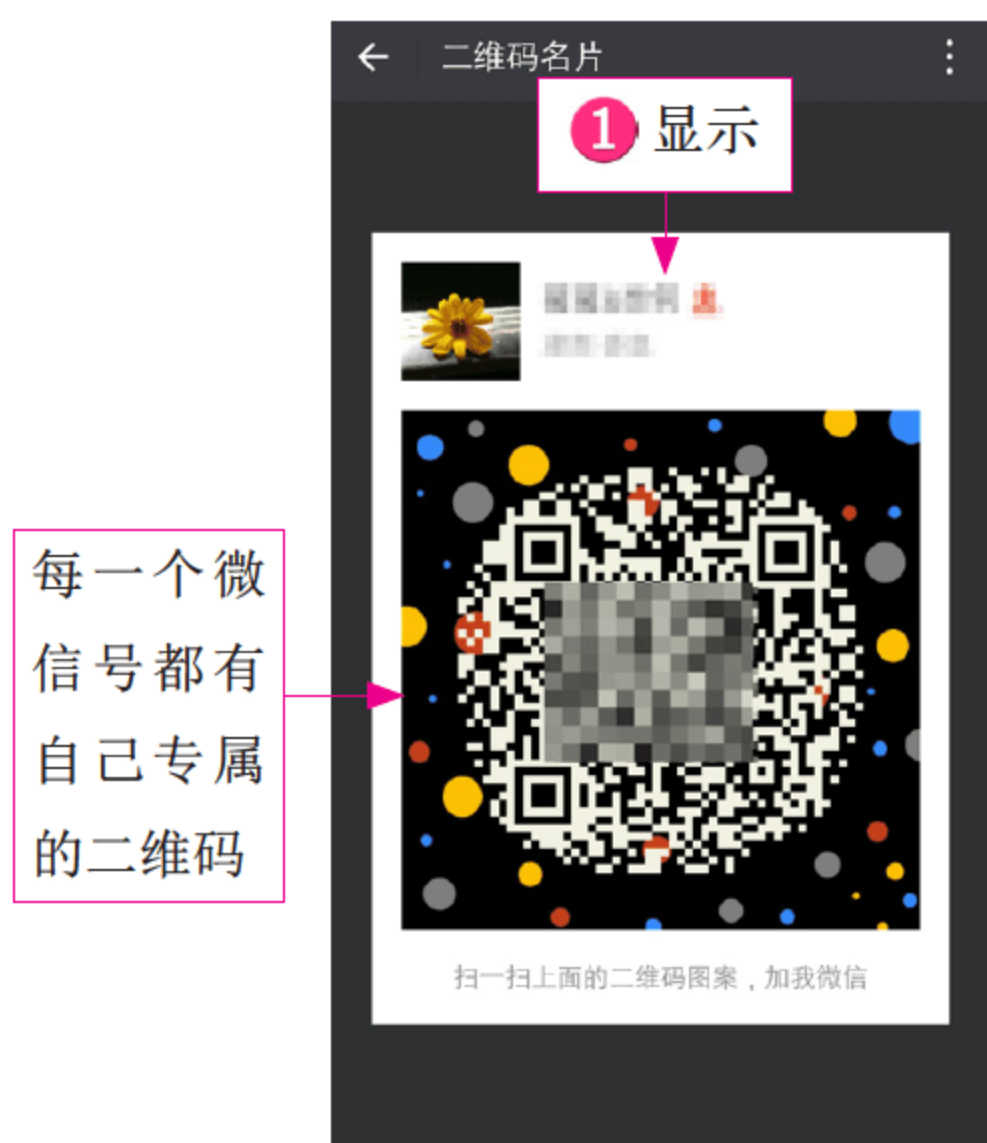 二维码名片
1 显示
每一个微
信号都有
自己专属
的二维码
扫一扫上面的二维码图案，加我微信